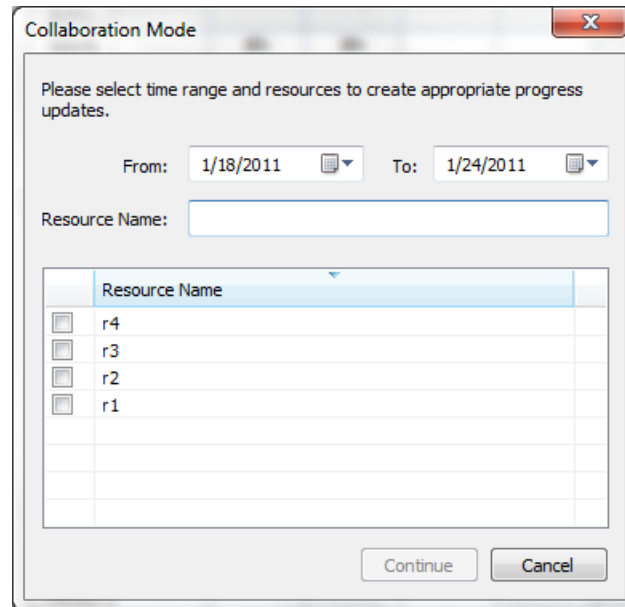 Collaboration Mode
Please select time range and resources to create appropriate progress
updates.
From: 1/18/2011 To: 1/24/2011
Resource Name:
Resource Name
r4
r3
r2
r1
Continue Cancel